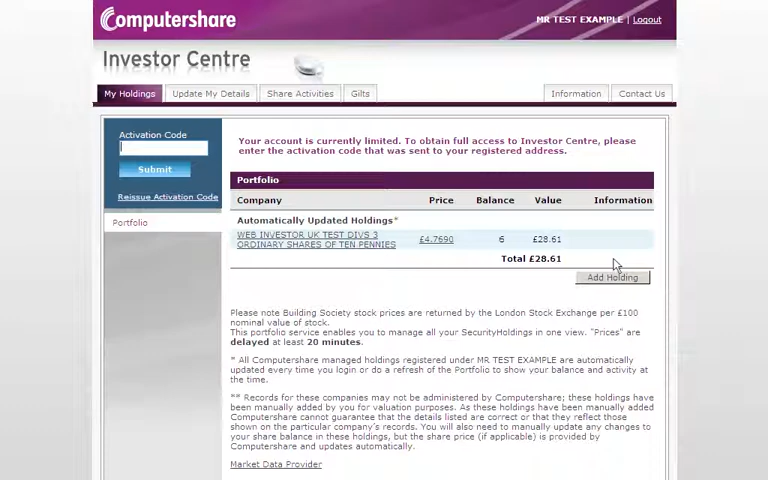 Computershare
MR TEST EXAMPLE | Logout
Investor Centre
My Holdings Update My Details Share Activities Gifts Information Contact Us
Activation Code
Submit
Reissue Activation Code
Portfolio
Your account is currently limited. To obtain full access to Investor Centre, please
enter the activation code that was sent to your registered address.
Portfolio
Company Price Balance Value Information
Automatically Updated Holdings*
WEB INVESTOR UK TEST DIVS 3
ORDINARY SHARES OF TEN PENNIES
£4.7690 6 £28.61
Total £28.61
Add Holding
Please note Building Society stock prices are returned by the London Stock Exchange per £100
nominal value of stock.
This portfolio service enables you to manage all your SecurityHoldings in one view. "Prices" are
delayed at least 20 minutes.
* All Computershare managed holdings registered under MR TEST EXAMPLE are automatically
updated every time you login or do a refresh of the Portfolio to show your balance and activity at
the time.
** Records for these companies may not be administered by Computershare; these holdings have
been manually added by you for valuation purposes. As these holdings have been manually added
Computershare cannot guarantee that the details listed are correct or that they reflect those
shown on the particular company's records. You will also need to manually update any changes to
your share balance in these holdings, but the share price (if applicable) is provided by
Computershare and updates automatically.
Market Data Provider